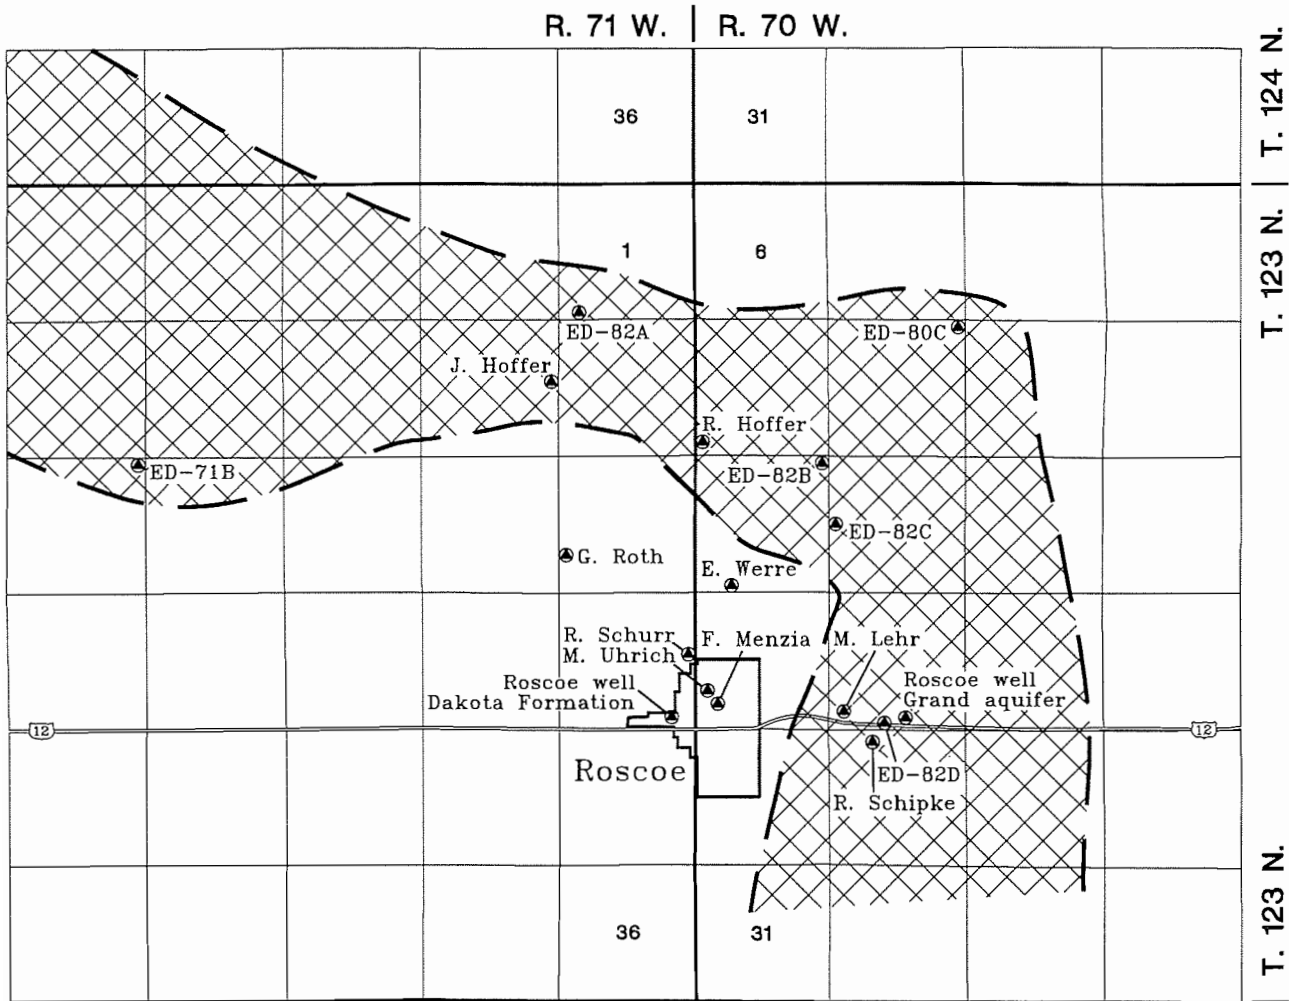 R. 71 W. R. 70 W.
T. 124 N.
36 31
T. 123 N.
1 6
ED-82A
ED-80C
J. Hoffer
R. Hoffer
ED-71B
ED-82B
ED-82C
G. Roth
E. Werre
R. Schurr
F. Menzia
M. Lehr
M. Uhrich
Roscoe well
Dakota Formation
Roscoe well
Grand aquifer
12
12
Roscoe
ED-82D
R. Schipke
36 31
T. 123 N.